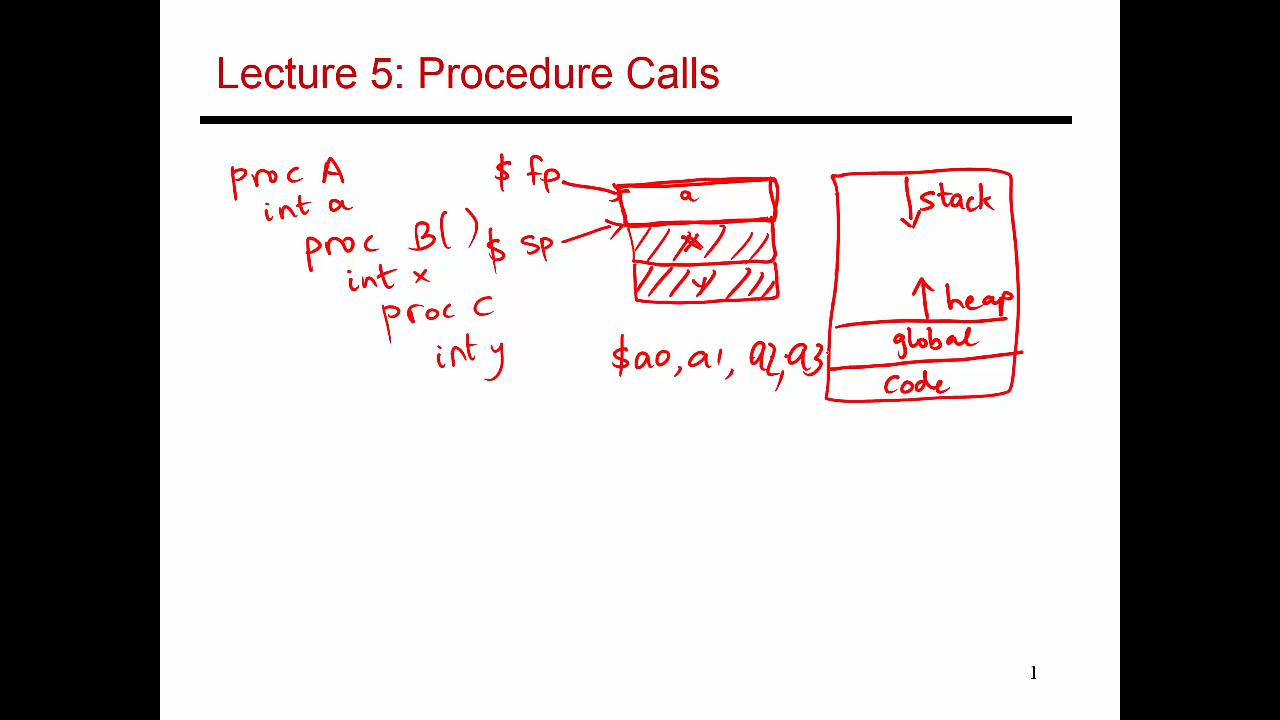 Lecture 5: Procedure Calls
proc A
int a
proc B( )
int x
proc C
int y
$ fp
$ sp
a
x
y
$a0, a1, a2, a3
stack
heap
global
code
1